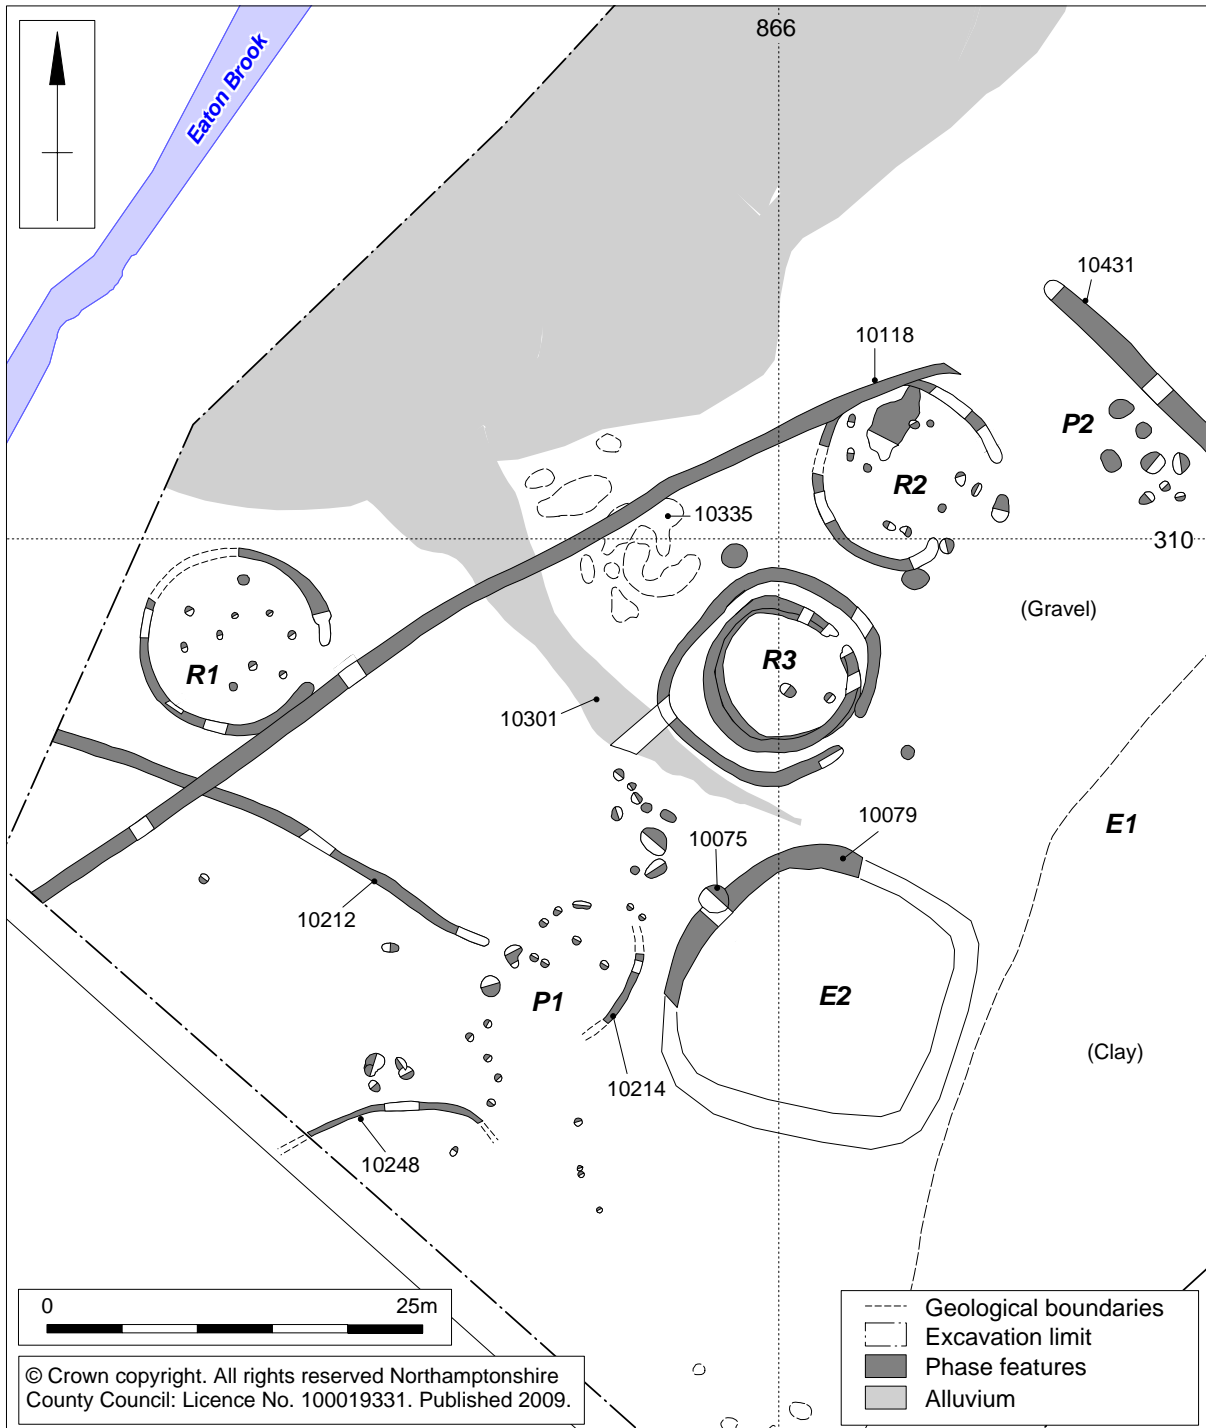 866
Eaton Brook
10431
10118
P2
R2
10335
310
(Gravel)
R3
R1
10301
E1
10079
10075
10212
P1
E2
(Clay)
10214
10248
0 25m
Geological boundaries
Excavation limit
Phase features
Alluvium
© Crown copyright. All rights reserved Northamptonshire
County Council: Licence No. 100019331. Published 2009.